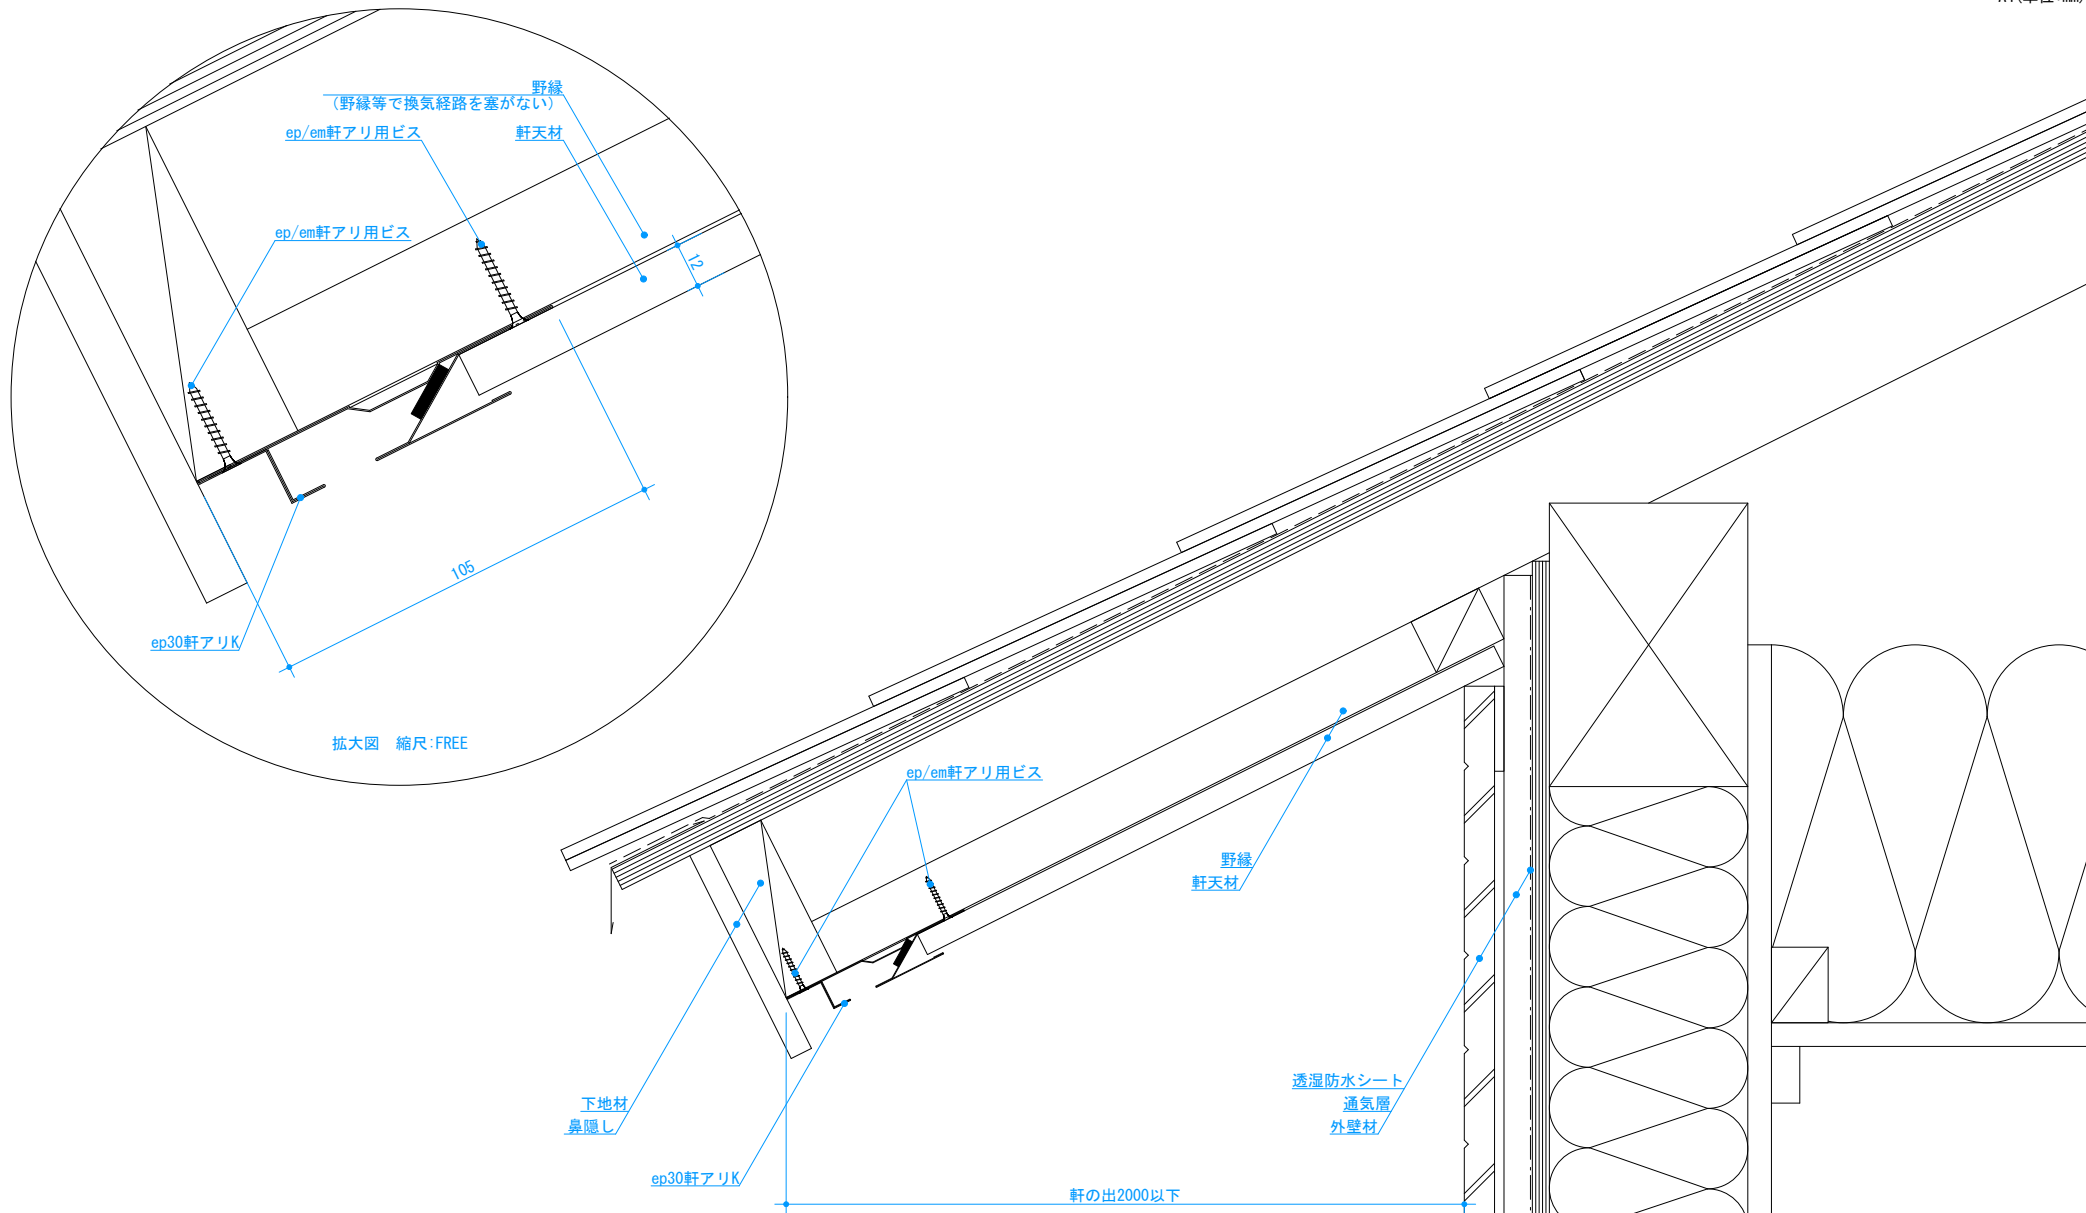 野縁
(野縁等で換気経路を塞がない)
ep/em軒アリ用ビス
軒天材
ep/em軒アリ用ビス
12
105
ep30軒アリK
拡大図 縮尺:FREE
ep/em軒アリ用ビス
野縁
軒天材
下地材
鼻隠し
ep30軒アリK
透湿防水シート
通気層
外壁材
軒の出2000以下